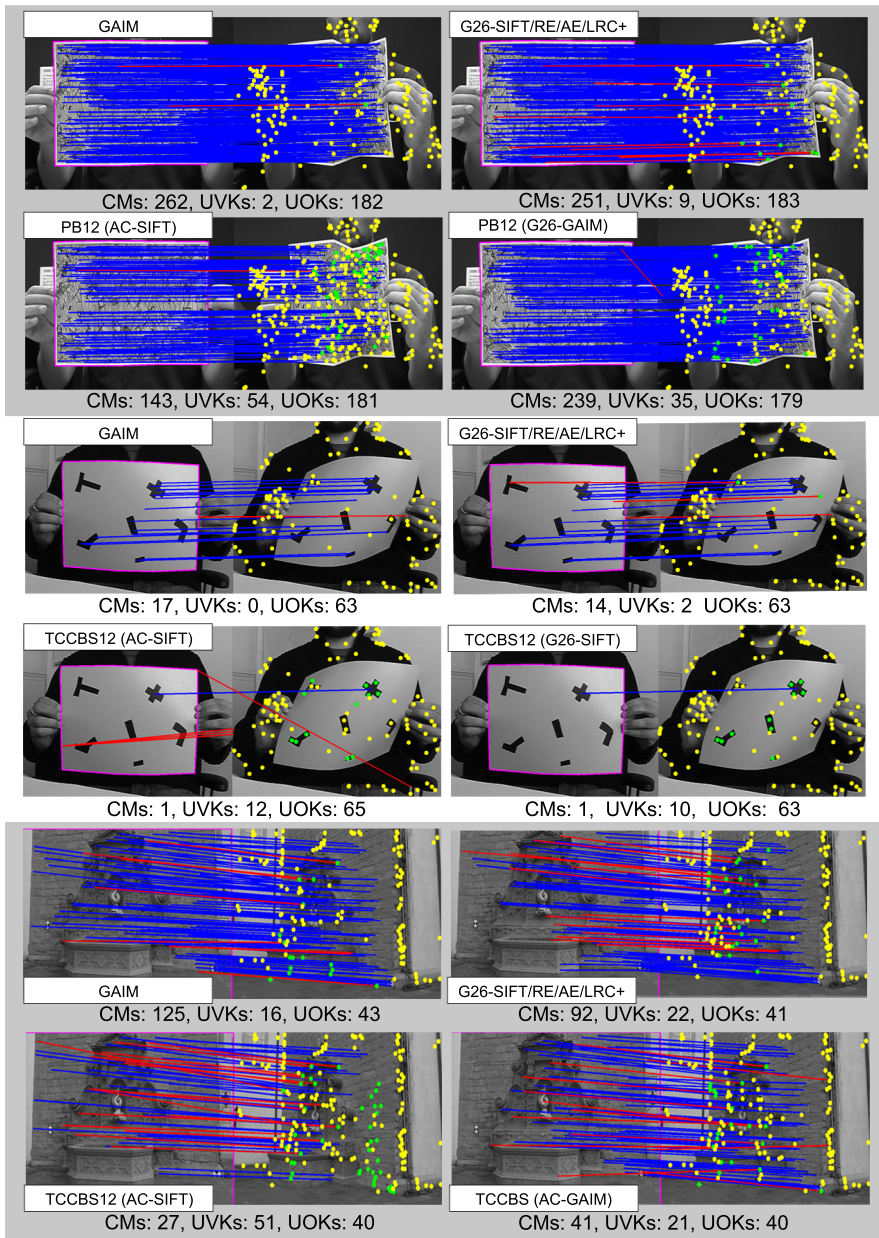 GAIM
G26-SIFT/RE/AE/LRC+
CMs: 262, UVKs: 2, UOKs: 182
CMs: 251, UVKs: 9, UOKs: 183
PB12 (AC-SIFT)
PB12 (G26-GAIM)
CMs: 143, UVKs: 54, UOKs: 181
CMs: 239, UVKs: 35, UOKs: 179
GAIM
G26-SIFT/RE/AE/LRC+
CMs: 17, UVKs: 0, UOKs: 63
CMs: 14, UVKs: 2 UOKs: 63
TCCBS12 (AC-SIFT)
TCCBS12 (G26-SIFT)
CMs: 1, UVKs: 12, UOKs: 65
CMs: 1, UVKs: 10, UOKs: 63
GAIM
G26-SIFT/RE/AE/LRC+
CMs: 125, UVKs: 16, UOKs: 43
CMs: 92, UVKs: 22, UOKs: 41
TCCBS12 (AC-SIFT)
TCCBS (AC-GAIM)
CMs: 27, UVKs: 51, UOKs: 40
CMs: 41, UVKs: 21, UOKs: 40